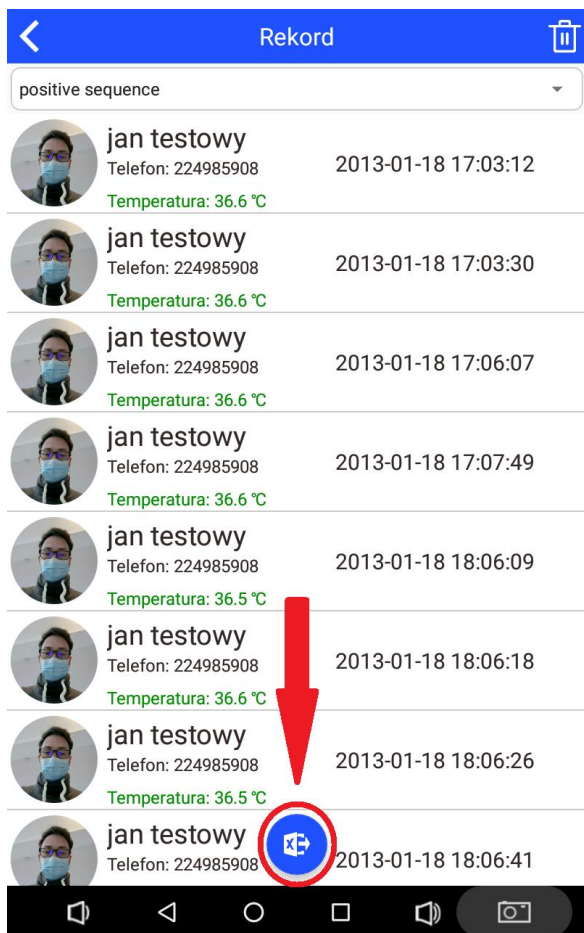 Rekord
positive sequence
jan testowy
Telefon: 224985908
2013-01-18 17:03:12
Temperatura: 36.6 ℃
jan testowy
Telefon: 224985908
2013-01-18 17:03:30
Temperatura: 36.6 ℃
jan testowy
Telefon: 224985908
2013-01-18 17:06:07
Temperatura: 36.6 ℃
jan testowy
Telefon: 224985908
2013-01-18 17:07:49
Temperatura: 36.6 ℃
jan testowy
Telefon: 224985908
2013-01-18 18:06:09
Temperatura: 36.5 ℃
jan testowy
Telefon: 224985908
2013-01-18 18:06:18
Temperatura: 36.6 ℃
jan testowy
Telefon: 224985908
2013-01-18 18:06:26
Temperatura: 36.5 ℃
jan testowy
Telefon: 224985908
2013-01-18 18:06:41